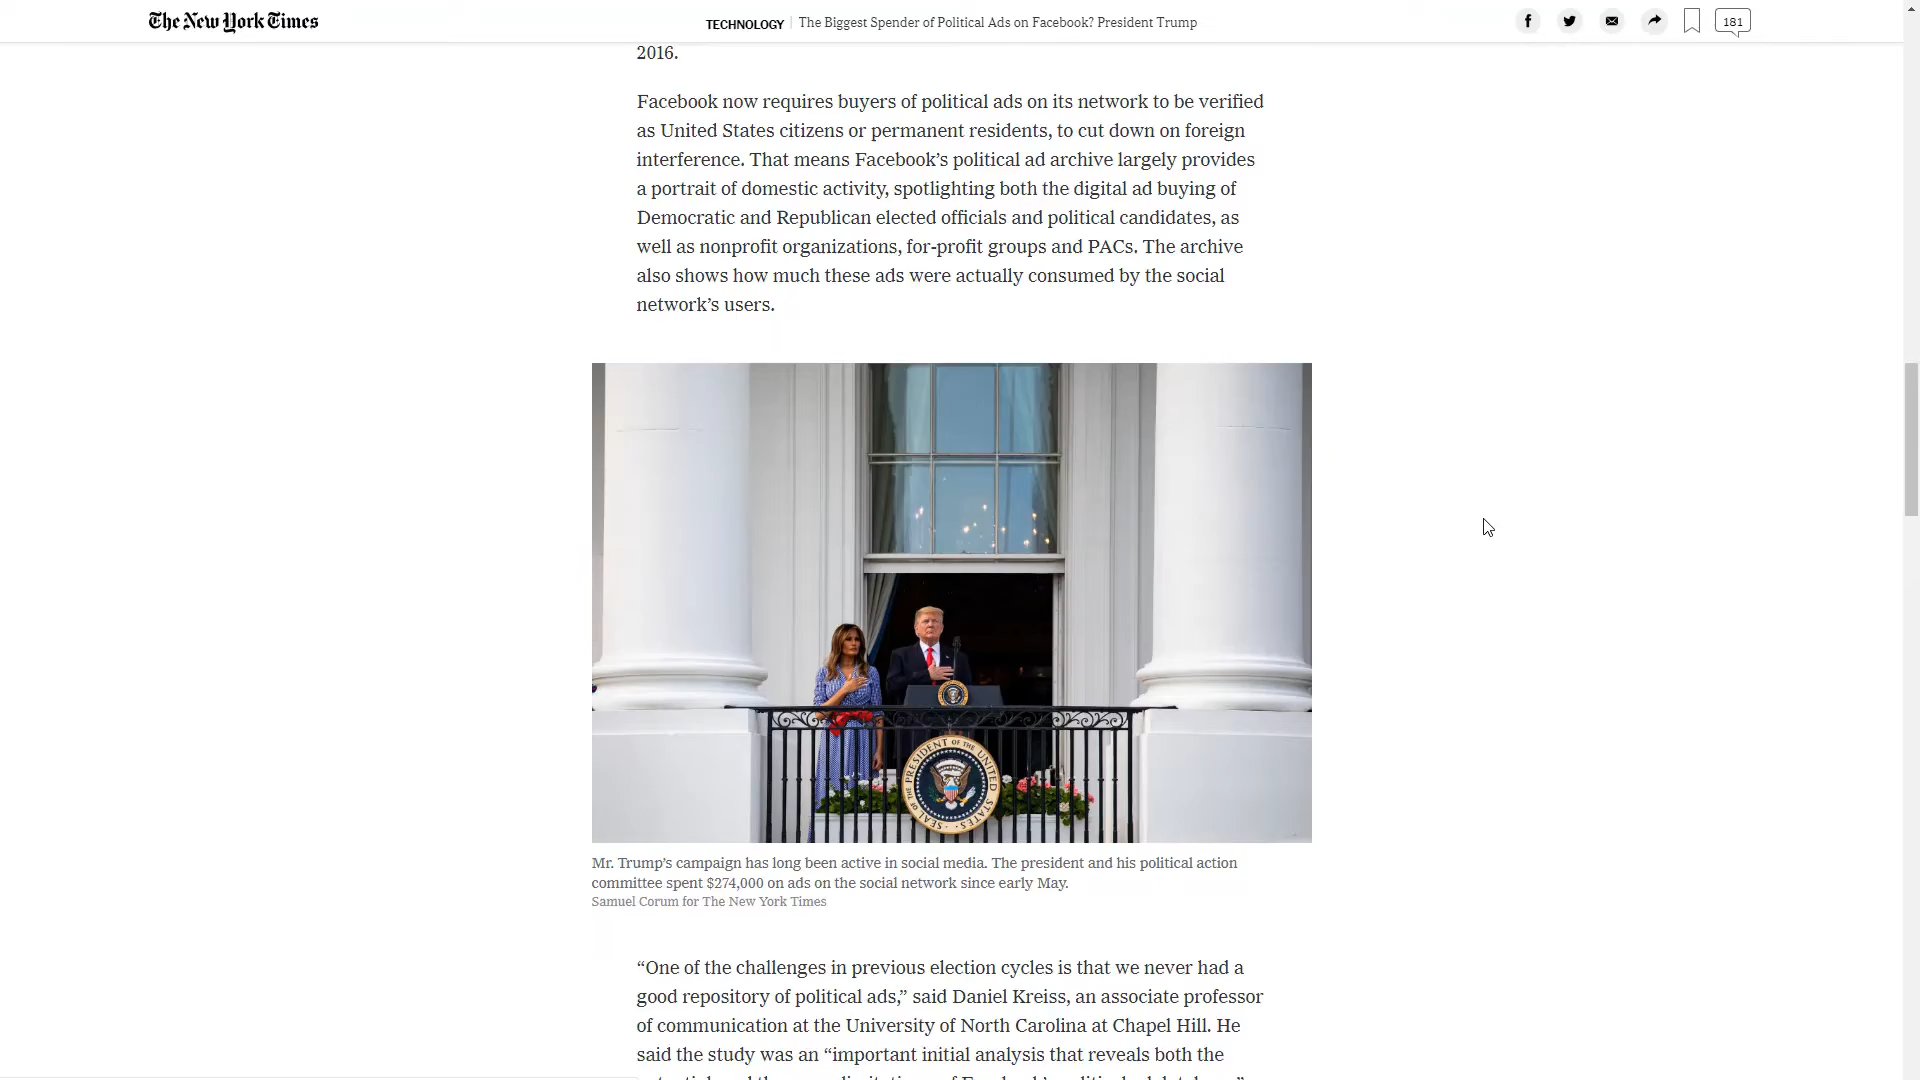 The New York Times
TECHNOLOGY | The Biggest Spender of Political Ads on Facebook? President Trump
181
2016.
Facebook now requires buyers of political ads on its network to be verified
as United States citizens or permanent residents, to cut down on foreign
interference. That means Facebook’s political ad archive largely provides
a portrait of domestic activity, spotlighting both the digital ad buying of
Democratic and Republican elected officials and political candidates, as
well as nonprofit organizations, for-profit groups and PACs. The archive
also shows how much these ads were actually consumed by the social
network’s users.
SEAL OF THE PRESIDENT OF THE UNITED STATES
Mr. Trump’s campaign has long been active in social media. The president and his political action
committee spent $274,000 on ads on the social network since early May.
Samuel Corum for The New York Times
“One of the challenges in previous election cycles is that we never had a
good repository of political ads,” said Daniel Kreiss, an associate professor
of communication at the University of North Carolina at Chapel Hill. He
said the study was an “important initial analysis that reveals both the